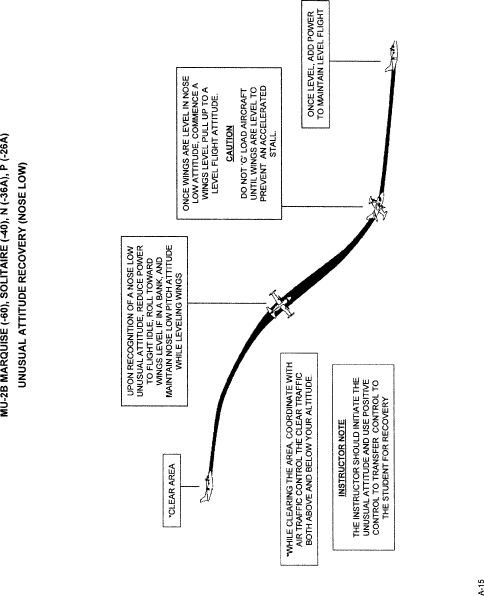 MU-2B MARQUISE (-60), SOLITAIRE (-40), N (-36A), P (-26A)
UNUSUAL ATTITUDE RECOVERY (NOSE LOW)
*CLEAR AREA
UPON RECOGNITION OF A NOSE LOW
UNUSUAL ATTITUDE, REDUCE POWER
TO FLIGHT IDLE, ROLL TOWARD
WINGS LEVEL IF IN A BANK, AND
MAINTAIN NOSE LOW PITCH ATTITUDE
WHILE LEVELING WINGS
ONCE WINGS ARE LEVEL IN NOSE
LOW ATTITUDE, COMMENCE A
WINGS LEVEL PULL UP TO A
LEVEL FLIGHT ATTITUDE.
CAUTION
DO NOT 'G' LOAD AIRCRAFT
UNTIL WINGS ARE LEVEL TO
PREVENT AN ACCELERATED
STALL.
ONCE LEVEL, ADD POWER
TO MAINTAIN LEVEL FLIGHT
*WHILE CLEARING THE AREA, COORDINATE WITH
AIR TRAFFIC CONTROL THE CLEAR TRAFFIC
BOTH ABOVE AND BELOW YOUR ALTITUDE.
INSTRUCTOR NOTE
THE INSTRUCTOR SHOULD INITIATE THE
UNUSUAL ATTITUDE AND USE POSITIVE
CONTROL TO TRANSFER CONTROL TO
THE STUDENT FOR RECOVERY
A-15